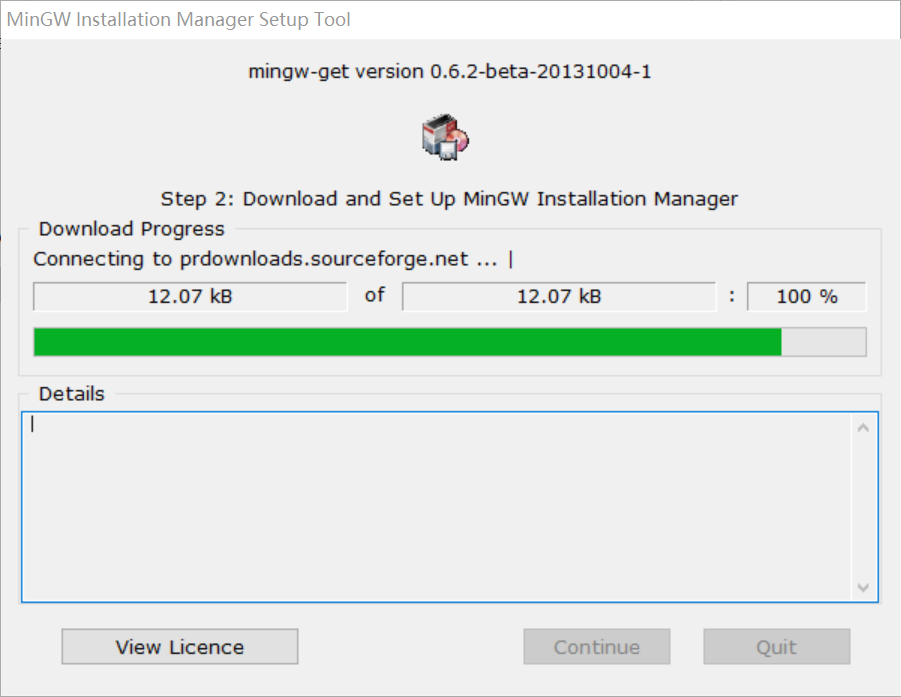 MinGW Installation Manager Setup Tool
mingw-get version 0.6.2-beta-20131004-1
Step 2: Download and Set Up MinGW Installation Manager
Download Progress
Connecting to prdownloads.sourceforge.net ... |
12.07 kB of 12.07 kB : 100 %
Details
View Licence Continue Quit